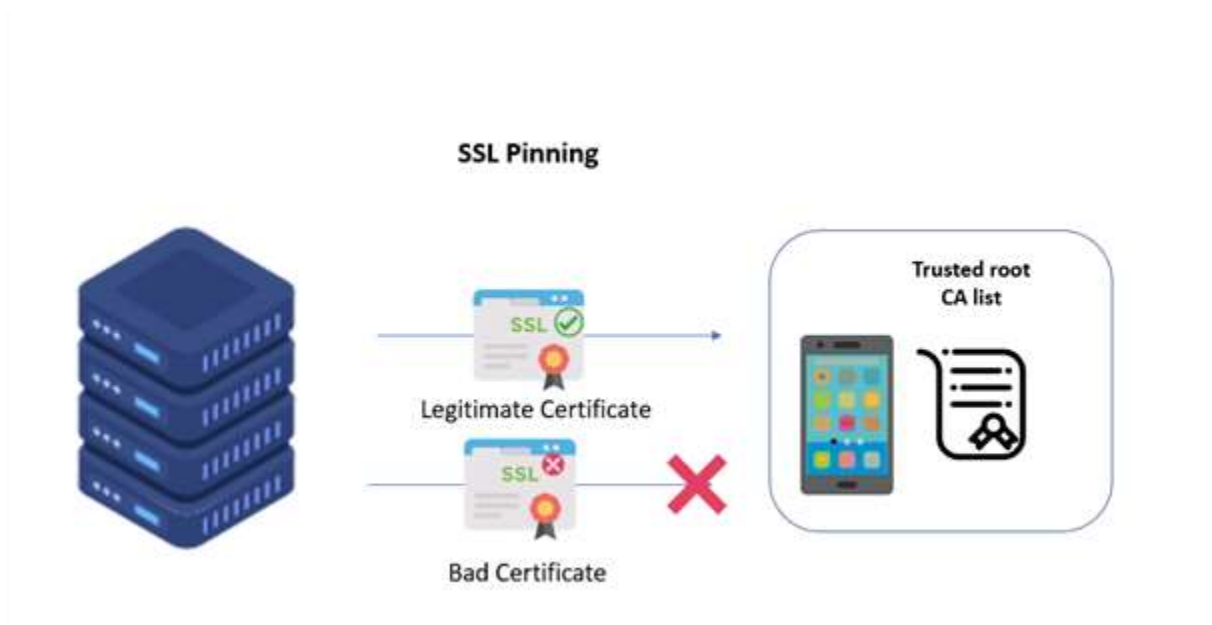 SSL Pinning
Trusted root
CA list
SSL
Legitimate Certificate
SSL
Bad Certificate